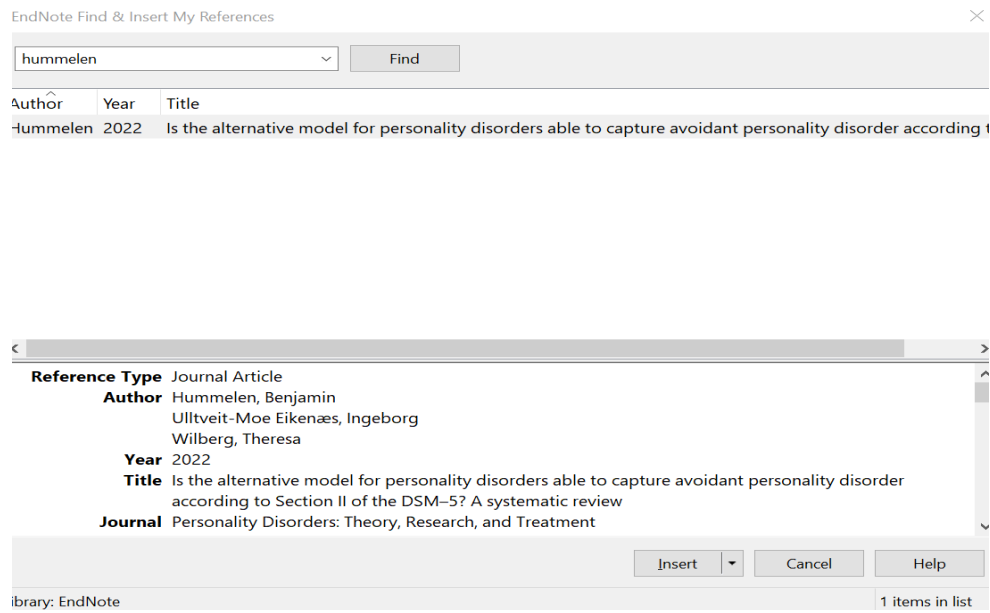 EndNote Find & Insert My References
hummelen Find
Author Year Title
Hummelen 2022 Is the alternative model for personality disorders able to capture avoidant personality disorder according t
Reference Type Journal Article
Author Hummelen, Benjamin
Ulltveit-Moe Eikenæs, Ingeborg
Wilberg, Theresa
Year 2022
Title Is the alternative model for personality disorders able to capture avoidant personality disorder
according to Section II of the DSM–5? A systematic review
Journal Personality Disorders: Theory, Research, and Treatment
Insert Cancel Help
ibrary: EndNote 1 items in list